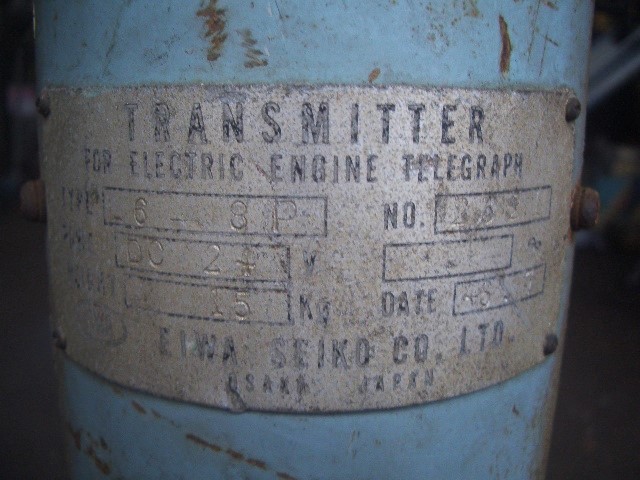 TRANSMITTER
FOR ELECTRIC ENGINE TELEGRAPH
TYPE 6-8P NO.
DC 24 V
15 Kg DATE
EIWA SEIKO CO. LTD.
OSAKA JAPAN